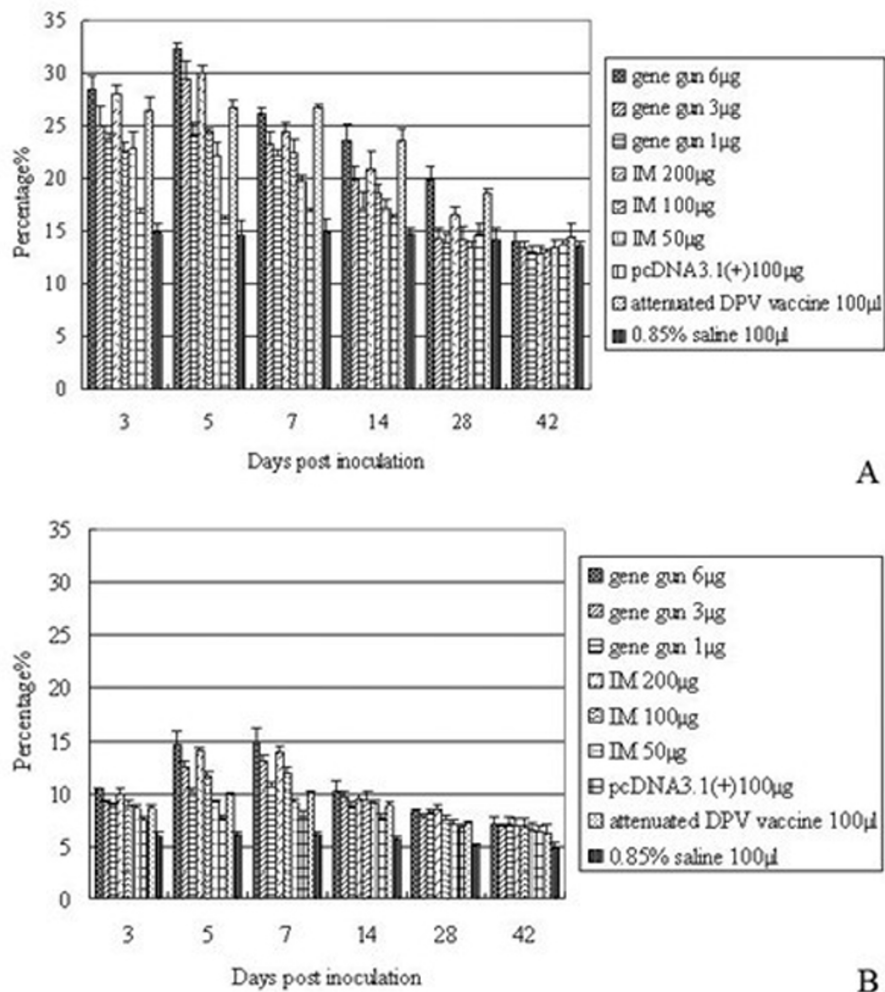 35
30
25
20
15
10
5
0
Percentage%
3 5 7 14 28 42
Days post inoculation
gene gun 6μg
gene gun 3μg
gene gun 1μg
IM 200μg
IM 100μg
IM 50μg
pcDNA3.1(+)100μg
attenuated DPV vaccine 100μl
0.85% saline 100μl
A
35
30
25
20
15
10
5
0
Percentage%
3 5 7 14 28 42
Days post inoculation
gene gun 6μg
gene gun 3μg
gene gun 1μg
IM 200μg
IM 100μg
IM 50μg
pcDNA3.1(+)100μg
attenuated DPV vaccine 100μl
0.85% saline 100μl
B